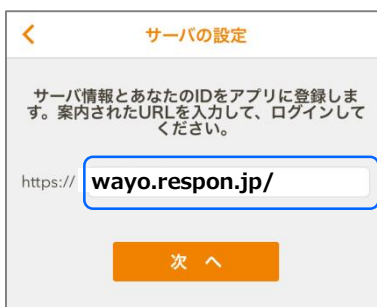 サーバの設定
サーバ情報とあなたのIDをアプリに登録しま
す。案内されたURLを入力して、ログインして
ください。
https:// wayo.respon.jp/
次 へ